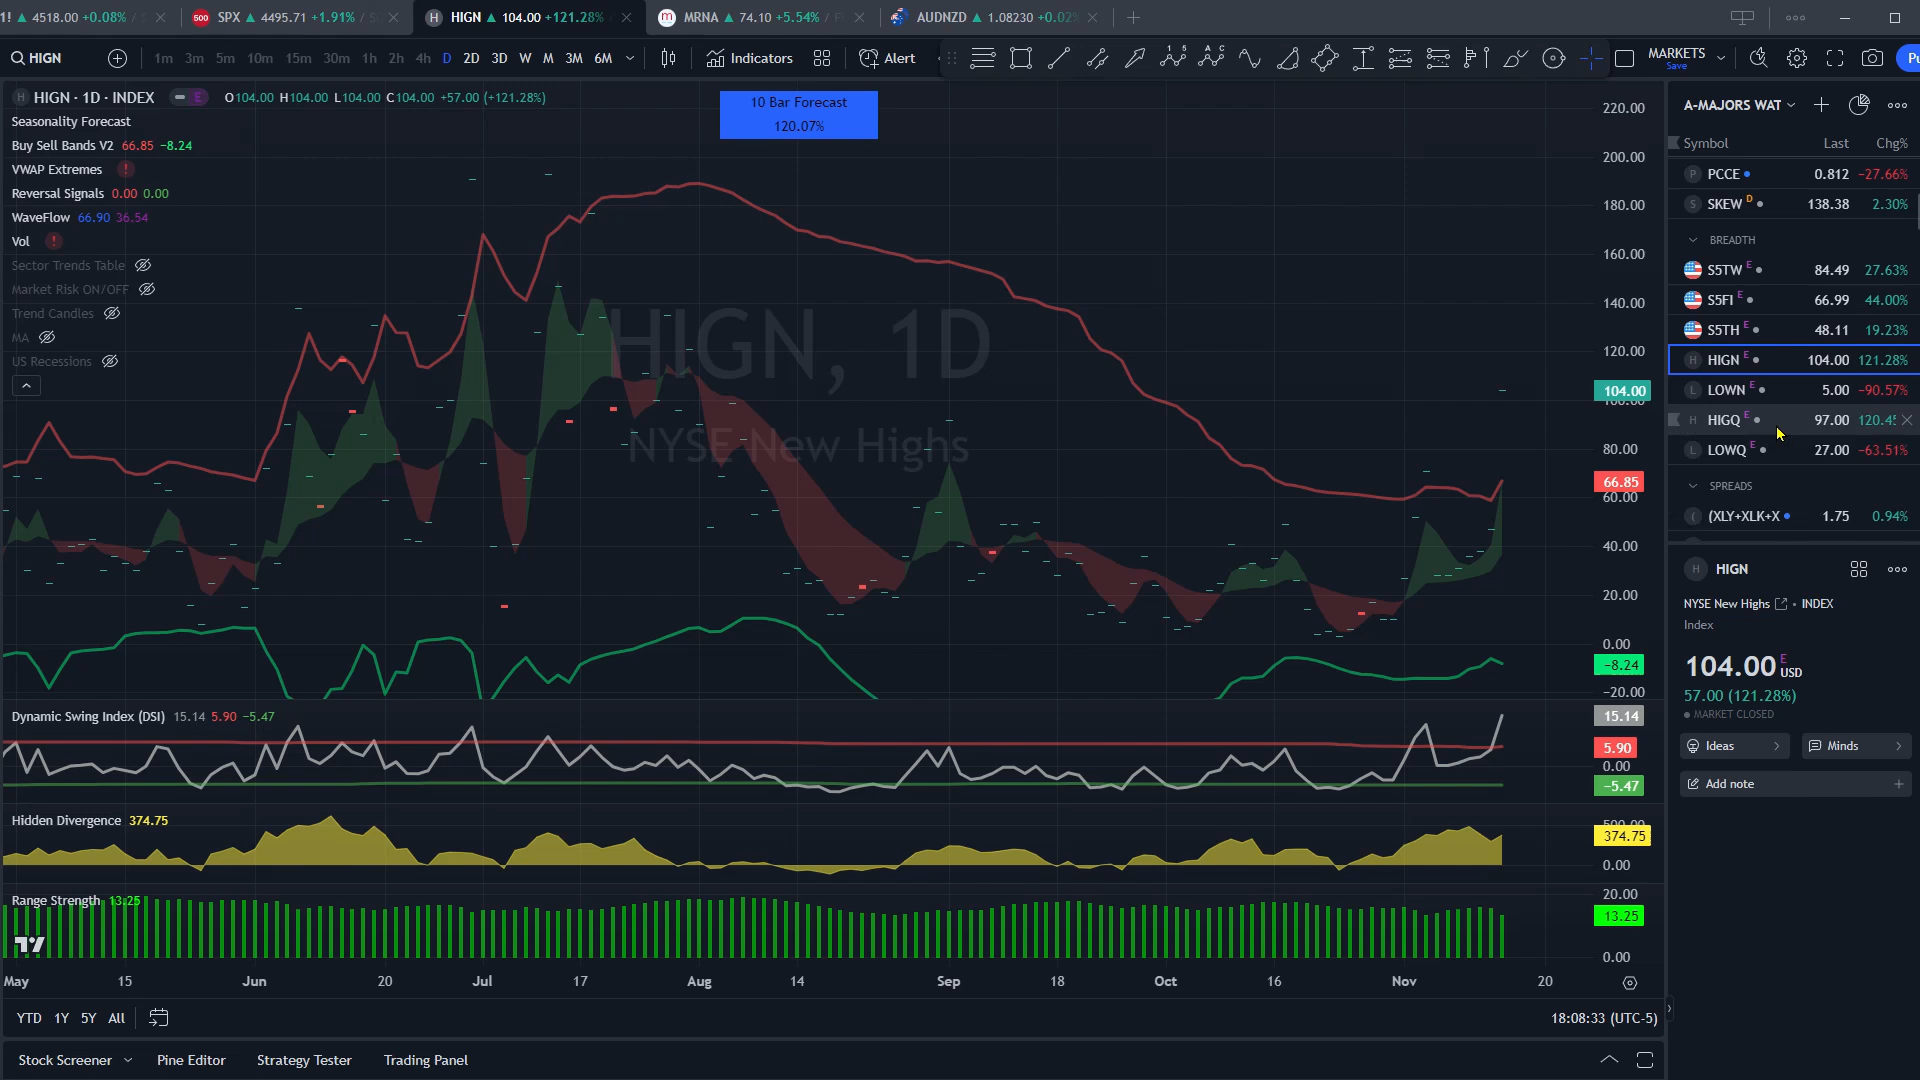 1! 4518.00 +0.08% /
500 SPX 4495.71 +1.91% /
H HIGN 104.00 +121.28%
m MRNA 74.10 +5.54% /
AUDNZD 1.08230 +0.02%
HIGN
1m 3m 5m 10m 15m 30m 1h 2h 4h D 2D 3D W M 3M 6M
Indicators
Alert
MARKETS
Save
Pu
H HIGN · 1D · INDEX E O104.00 H104.00 L104.00 C104.00 +57.00 (+121.28%)
Seasonality Forecast
Buy Sell Bands V2 66.85 −8.24
VWAP Extremes !
Reversal Signals 0.00 0.00
WaveFlow 66.90 36.54
Vol !
Sector Trends Table
Market Risk ON/OFF
Trend Candles
MA
US Recessions
10 Bar Forecast
120.07%
HIGN, 1D
NYSE New Highs
220.00
200.00
180.00
160.00
140.00
120.00
104.00
100.00
80.00
66.85
60.00
40.00
20.00
0.00
−8.24
−20.00
Dynamic Swing Index (DSI) 15.14 5.90 −5.47
15.14
5.90
0.00
−5.47
Hidden Divergence 374.75
500.00
374.75
0.00
Range Strength 13.25
20.00
13.25
0.00
May 15 Jun 20 Jul 17 Aug 14 Sep 18 Oct 16 Nov 20
YTD 1Y 5Y All
18:08:33 (UTC-5)
Stock Screener Pine Editor Strategy Tester Trading Panel
A-MAJORS WAT
Symbol Last Chg%
P PCCE 0.812 −27.66%
S SKEW D 138.38 2.30%
BREADTH
S5TW E 84.49 27.63%
S5FI E 66.99 44.00%
S5TH E 48.11 19.23%
H HIGN E 104.00 121.28%
L LOWN E 5.00 −90.57%
H HIGQ E 97.00 120.45
L LOWQ E 27.00 −63.51%
SPREADS
( (XLY+XLK+X 1.75 0.94%
H HIGN
NYSE New Highs • INDEX
Index
104.00 E USD
57.00 (121.28%)
MARKET CLOSED
Ideas
Minds
Add note